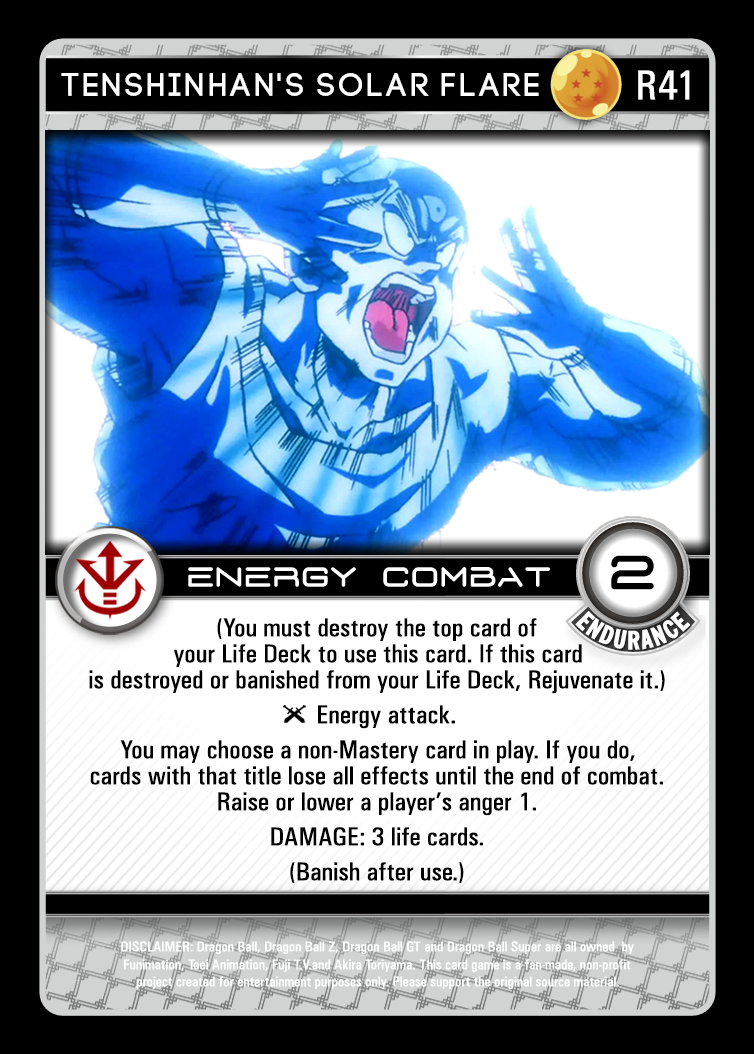 TENSHINHAN'S SOLAR FLARE R41
ENERGY COMBAT 2
ENDURANCE
(You must destroy the top card of
your Life Deck to use this card. If this card
is destroyed or banished from your Life Deck, Rejuvenate it.)
Energy attack.
You may choose a non-Mastery card in play. If you do,
cards with that title lose all effects until the end of combat.
Raise or lower a player's anger 1.
DAMAGE: 3 life cards.
(Banish after use.)
DISCLAIMER: Dragon Ball, Dragon Ball Z, Dragon Ball GT and Dragon Ball Super are all owned by
Funimation, Toei Animation, Fuji T.V.and Akira Toriyama. This card game is a fan-made, non-profit
project created for entertainment purposes only. Please support the original source material.